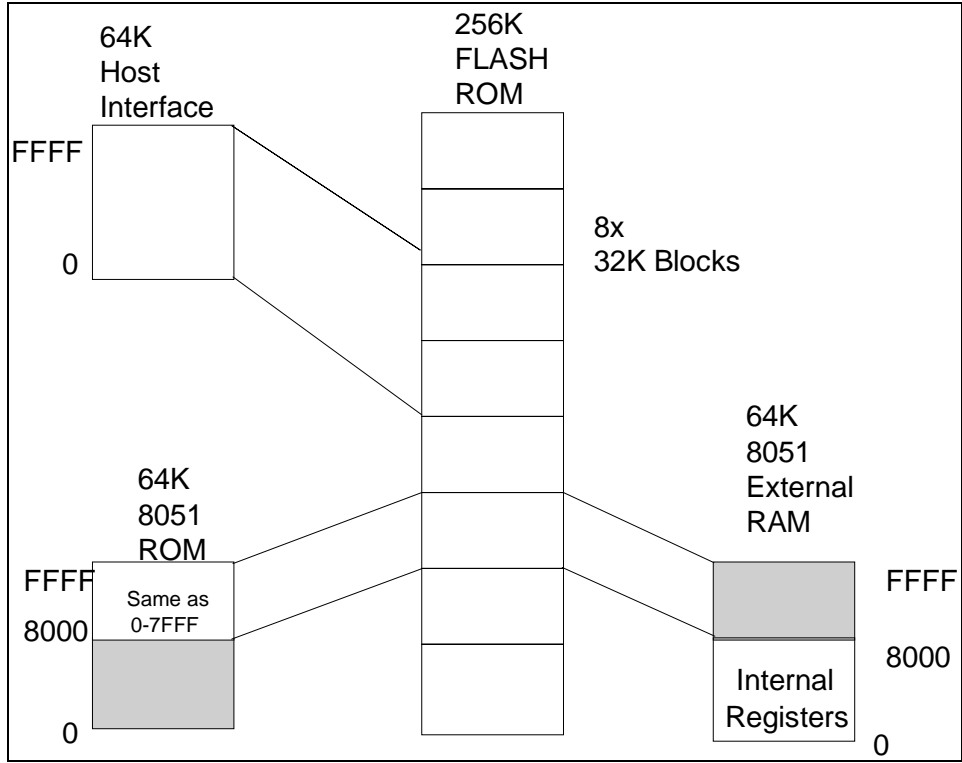 64K
Host
Interface
FFFF
0
256K
FLASH
ROM
8x
32K Blocks
64K
8051
ROM
FFFF
8000
0
Same as
0-7FFF
64K
8051
External
RAM
FFFF
8000
0
Internal
Registers